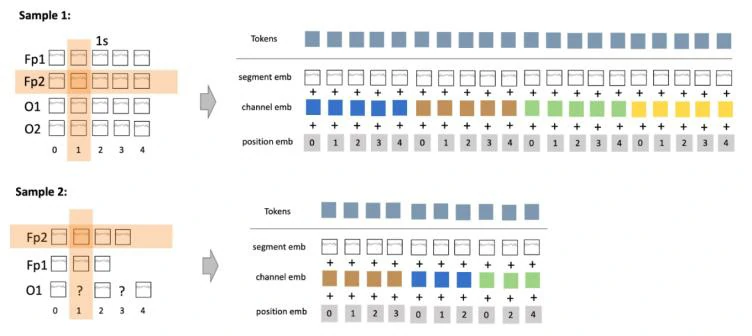 Sample 1:
1s
Fp1
Fp2
O1
O2
0 1 2 3 4
Tokens
segment emb
+ + + + + + + + + + + + + + + + + + + +
channel emb
+ + + + + + + + + + + + + + + + + + + +
position emb 0 1 2 3 4 0 1 2 3 4 0 1 2 3 4 0 1 2 3 4
Sample 2:
Fp2
Fp1
O1 ? ?
0 1 2 3 4
Tokens
segment emb
+ + + + + + + + + +
channel emb
+ + + + + + + + + +
position emb 0 1 2 3 0 1 2 0 2 4